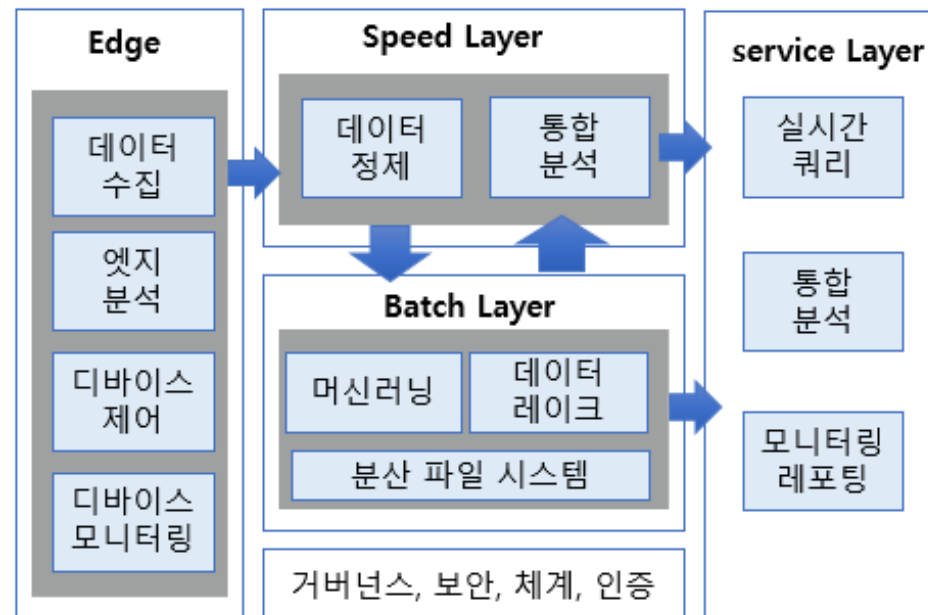 Edge
데이터
수집
엣지
분석
디바이스
제어
디바이스
모니터링
Speed Layer
데이터
정제
통합
분석
Batch Layer
머신러닝
데이터
레이크
분산 파일 시스템
거버넌스, 보안, 체계, 인증
service Layer
실시간
쿼리
통합
분석
모니터링
레포팅